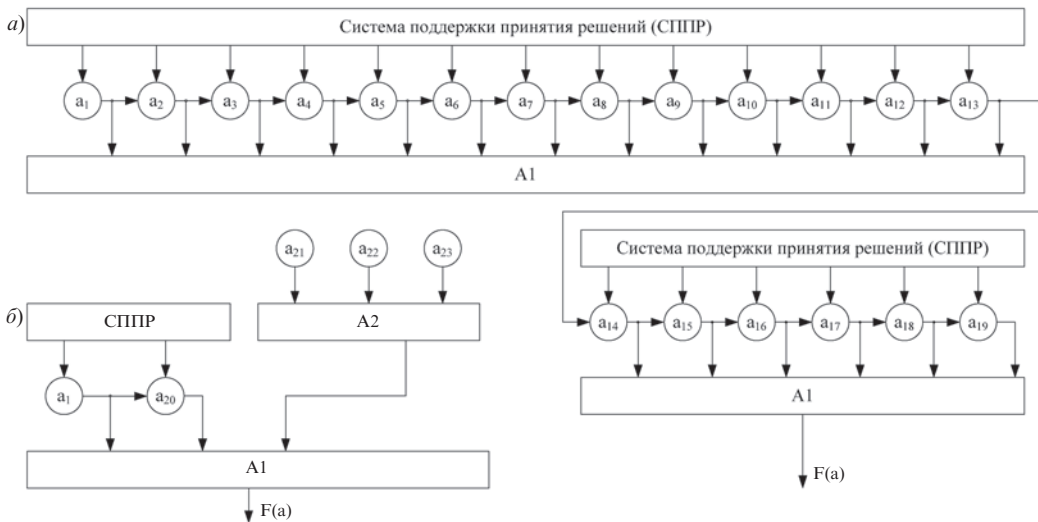 а)
Система поддержки принятия решений (СППР)
a1 a2 a3 a4 a5 a6 a7 a8 a9 a10 a11 a12 a13
A1
Система поддержки принятия решений (СППР)
a14 a15 a16 a17 a18 a19
A1
F(a)
б)
a21 a22 a23
СППР
A2
a1 a20
A1
F(a)